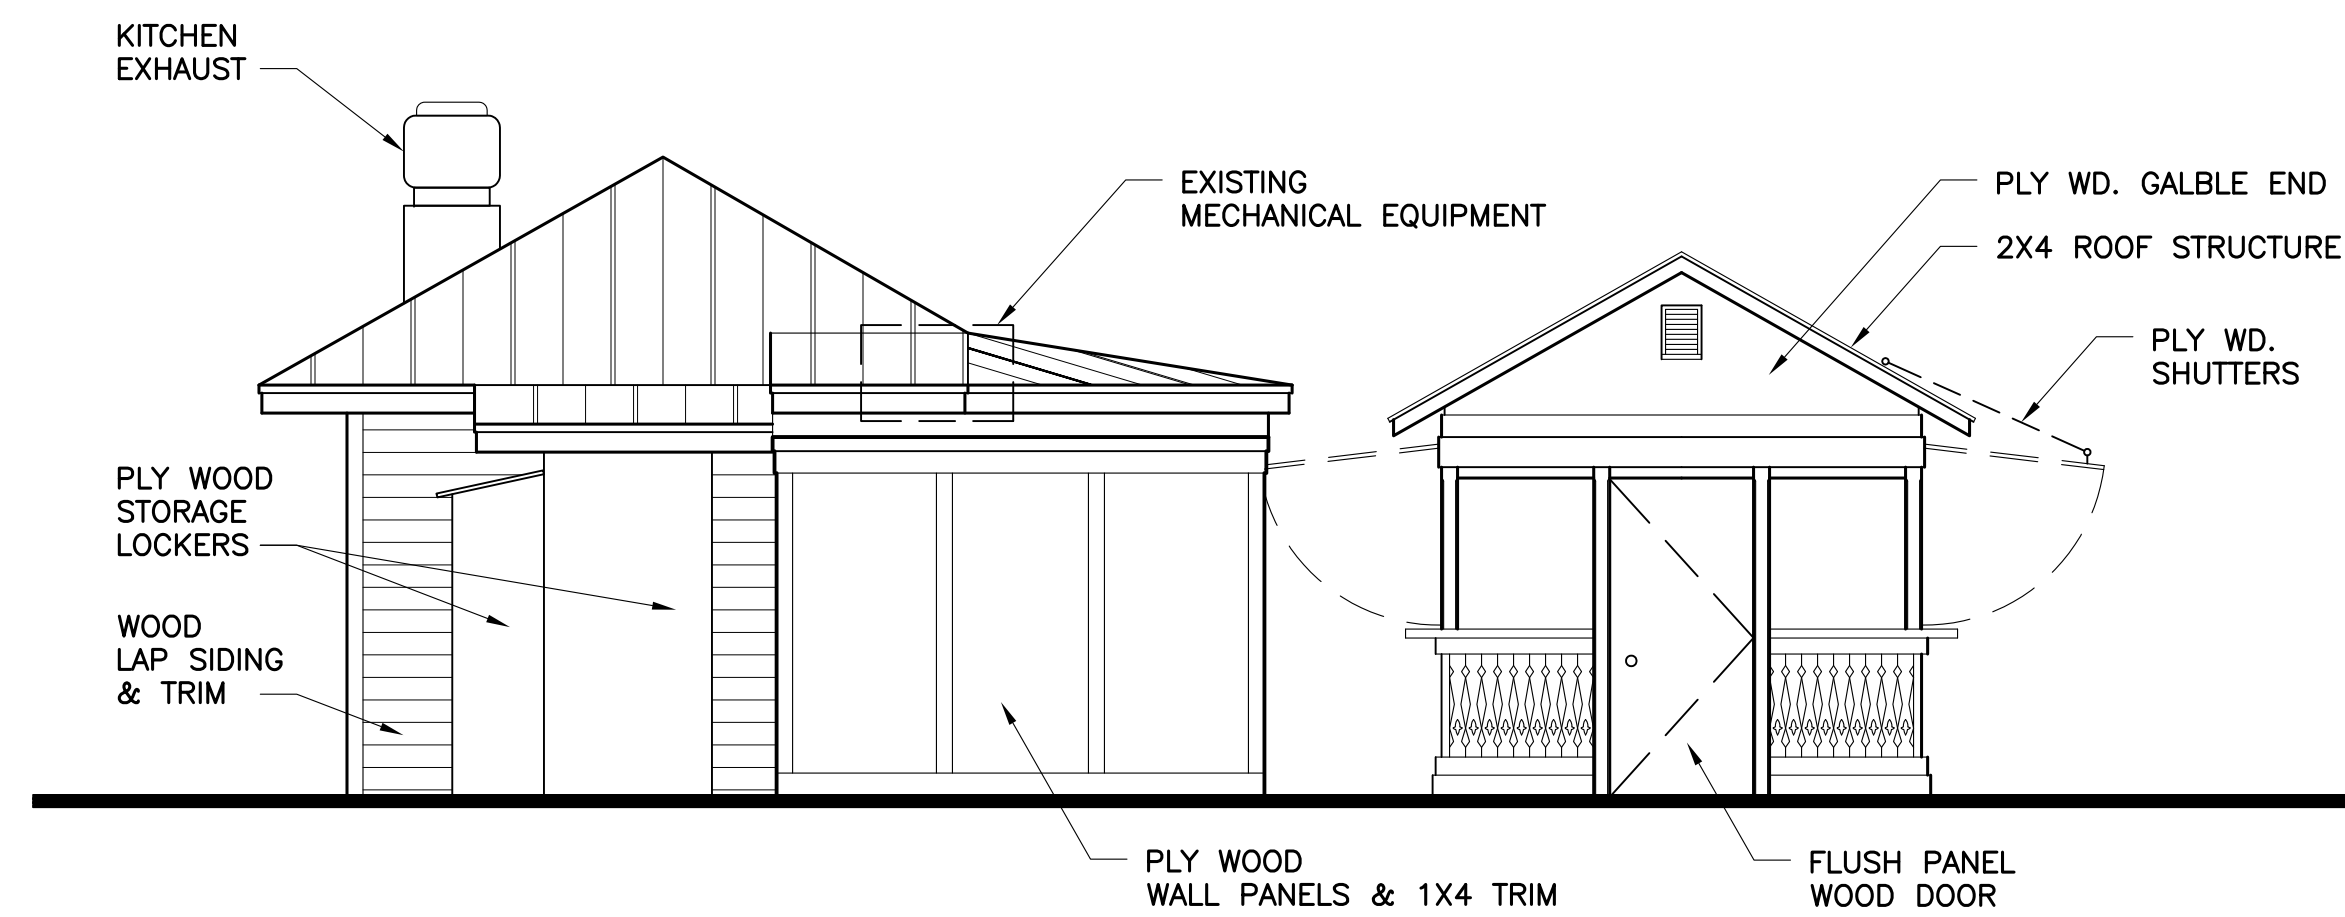 KITCHEN
EXHAUST
EXISTING
MECHANICAL EQUIPMENT
PLY WD. GALBLE END
2X4 ROOF STRUCTURE
PLY WD.
SHUTTERS
PLY WOOD
STORAGE
LOCKERS
WOOD
LAP SIDING
& TRIM
PLY WOOD
WALL PANELS & 1X4 TRIM
FLUSH PANEL
WOOD DOOR